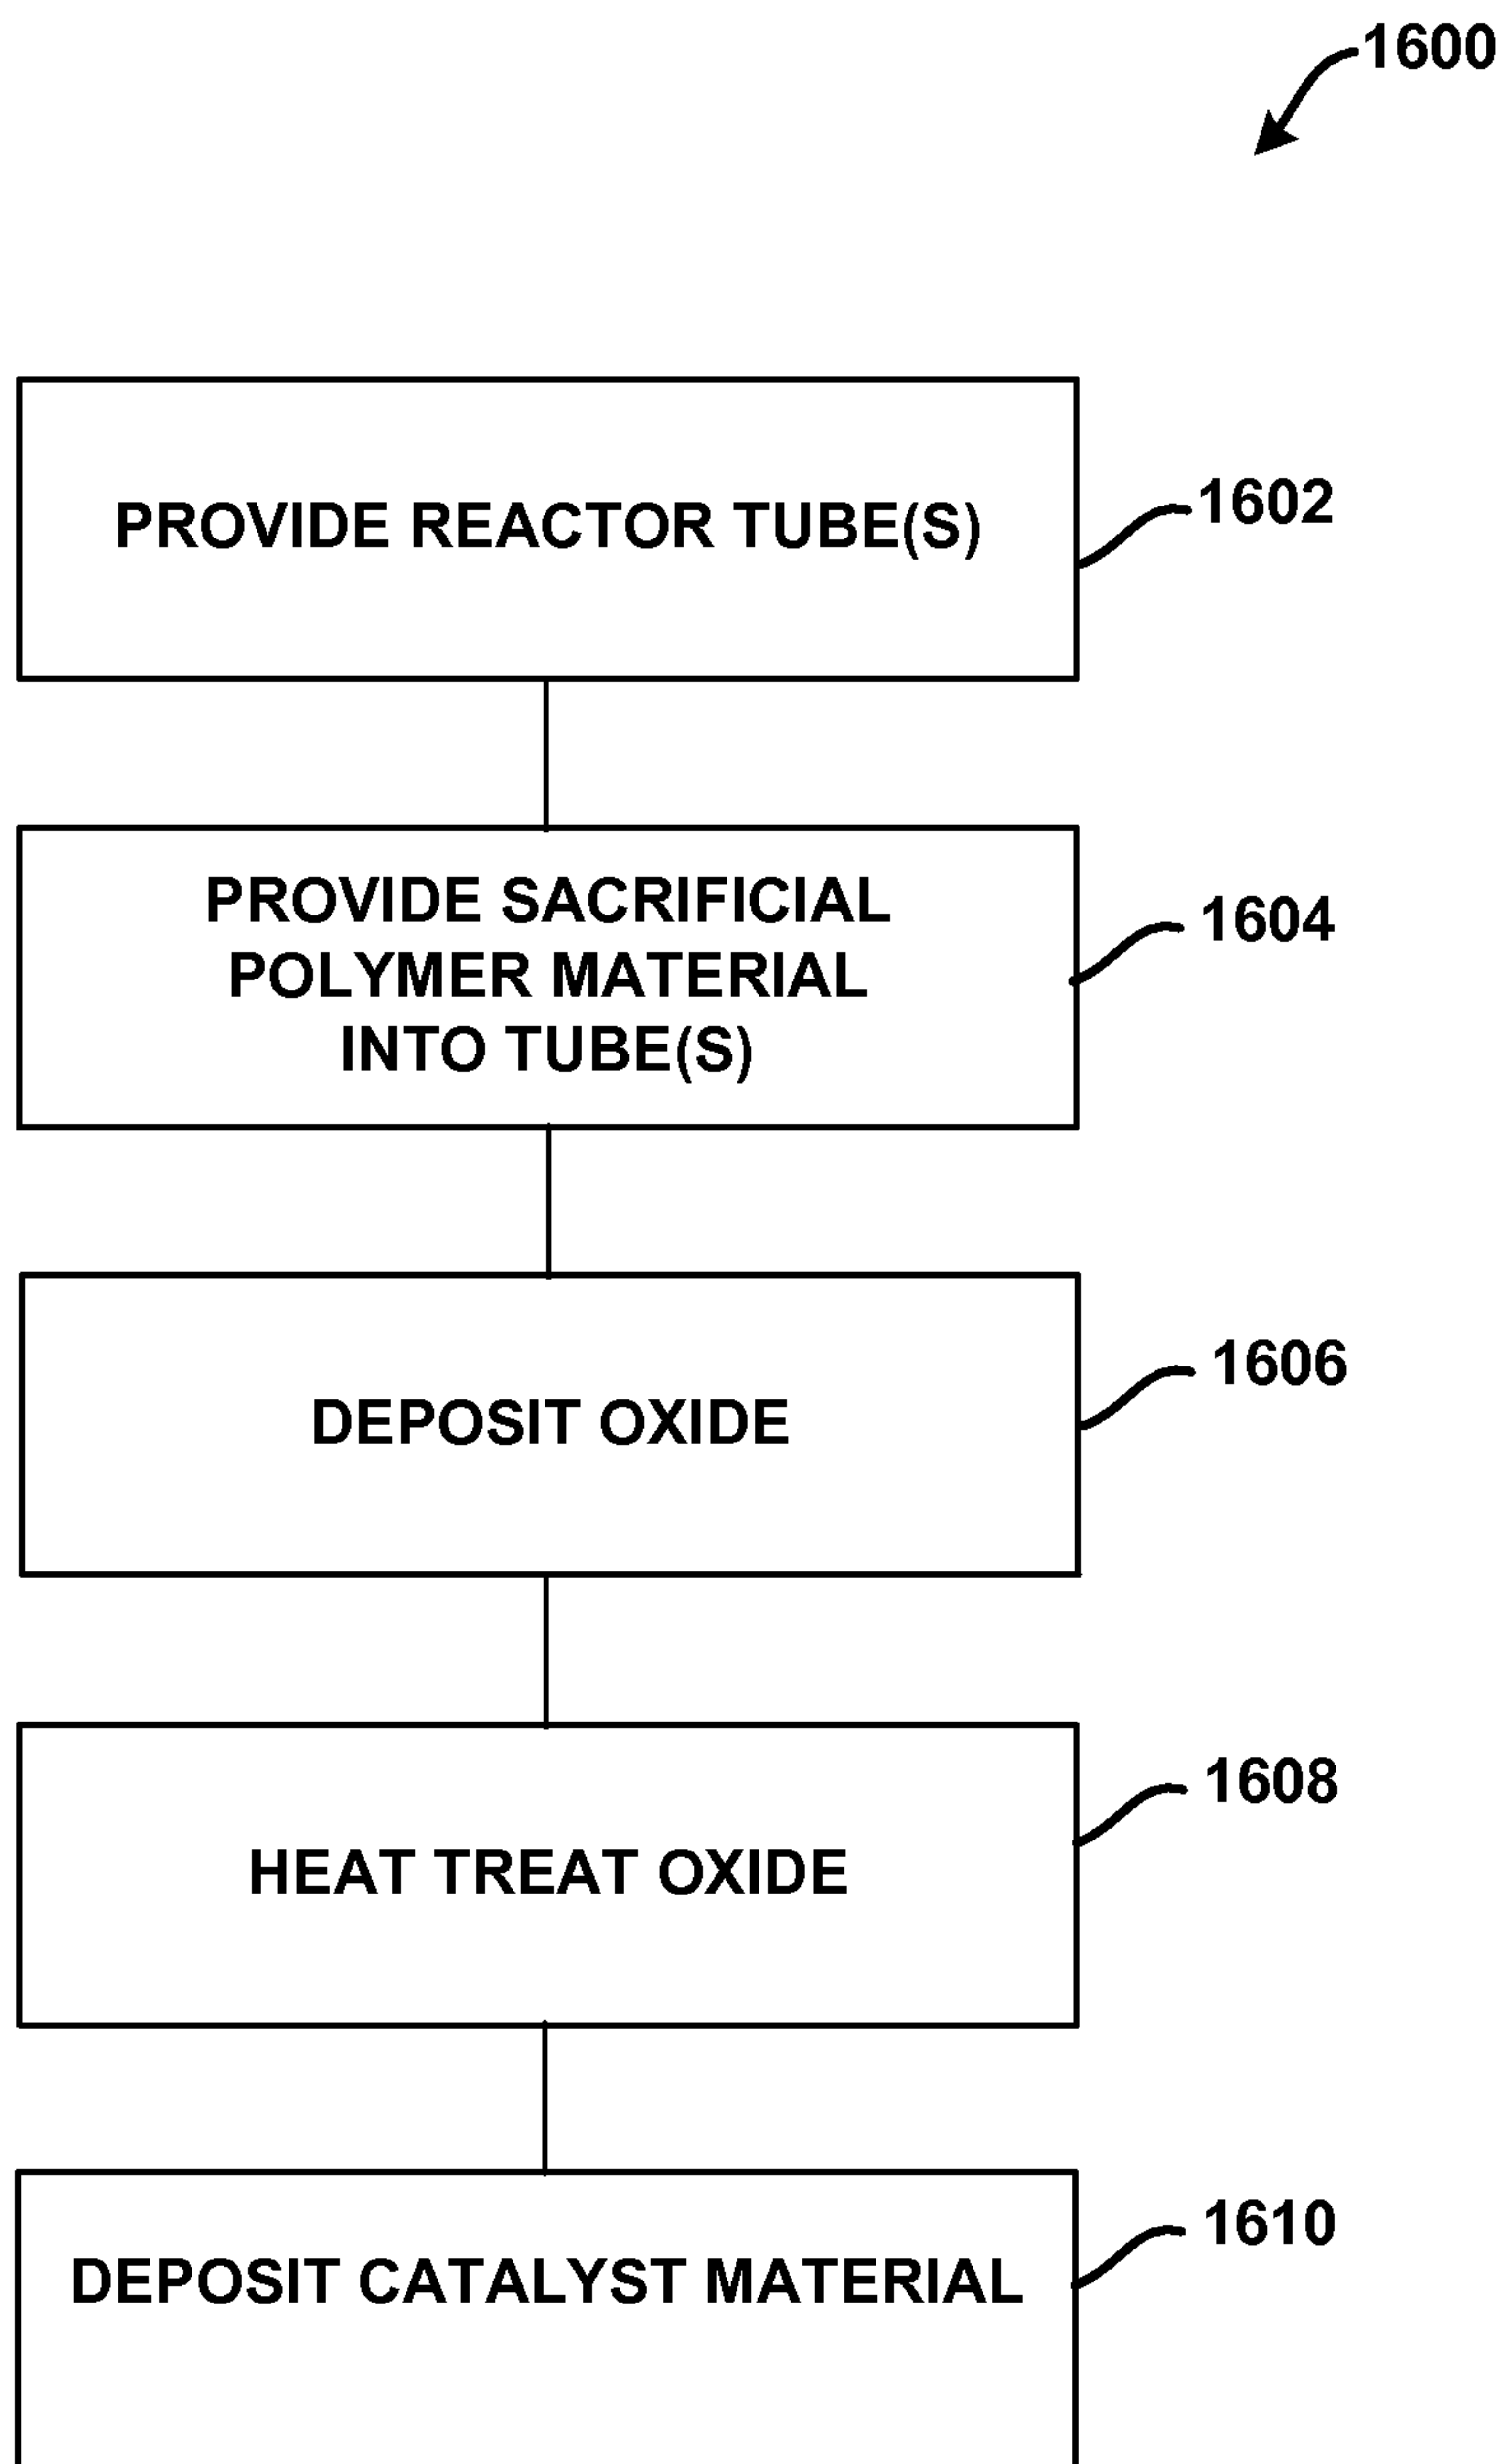 1600
PROVIDE REACTOR TUBE(S)
1602
PROVIDE SACRIFICIAL
POLYMER MATERIAL
INTO TUBE(S)
1604
DEPOSIT OXIDE
1606
HEAT TREAT OXIDE
1608
DEPOSIT CATALYST MATERIAL
1610